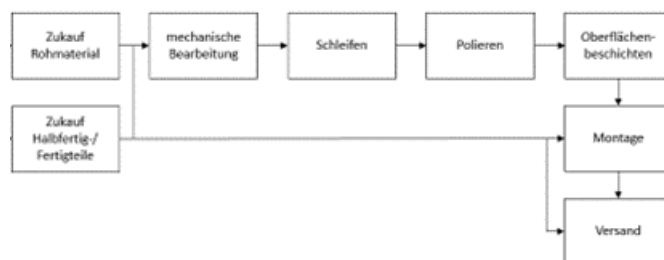 Zukauf
Rohmaterial
mechanische
Bearbeitung
Schleifen
Polieren
Oberflächen-
beschichten
Zukauf
Halbfertig-/
Fertigteile
Montage
Versand